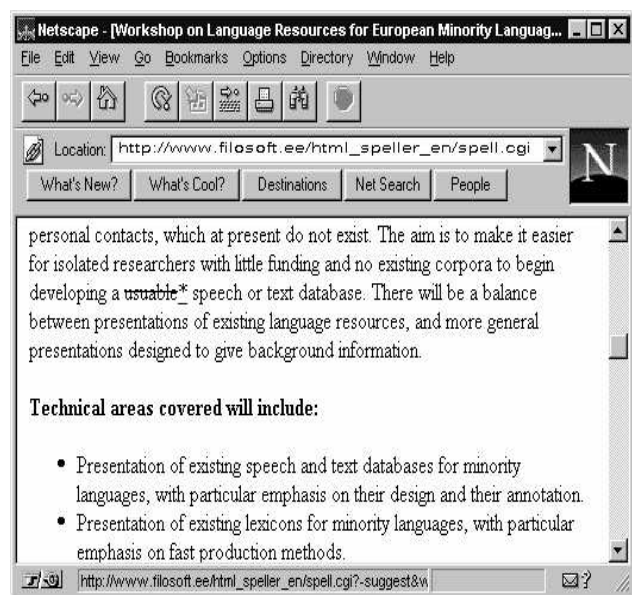 Netscape - [Workshop on Language Resources for European Minority Languag...
File Edit View Go Bookmarks Options Directory Window Help
Location: http://www.filosoft.ee/html_speller_en/spell.cgi
N
What's New? What's Cool? Destinations Net Search People
personal contacts, which at present do not exist. The aim is to make it easier
for isolated researchers with little funding and no existing corpora to begin
developing a usuable* speech or text database. There will be a balance
between presentations of existing language resources, and more general
presentations designed to give background information.
Technical areas covered will include:
• Presentation of existing speech and text databases for minority
languages, with particular emphasis on their design and their annotation.
• Presentation of existing lexicons for minority languages, with particular
emphasis on fast production methods.
http://www.filosoft.ee/html_speller_en/spell.cgi?-suggest&w
?